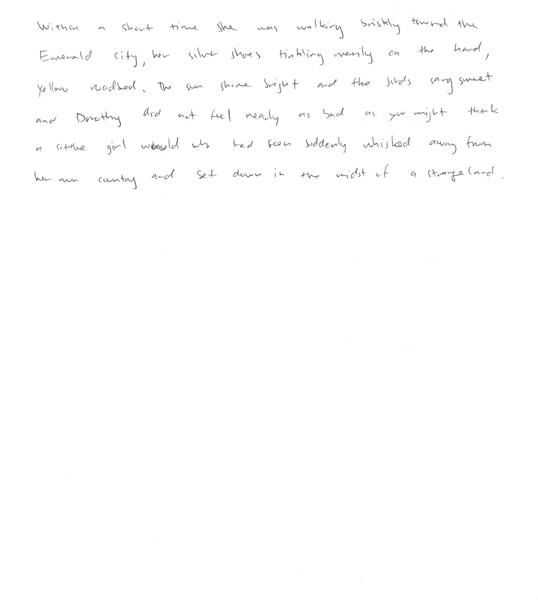 Within a short time she was walking briskly toward the
Emerald City, her silver shoes tinkling merrily on the hard,
yellow roadbed. The sun shone bright and the birds sang sweet
and Dorothy did not feel nearly as bad as you might think
a little girl would who had been suddenly whisked away from
her own country and set down in the midst of a strange land.